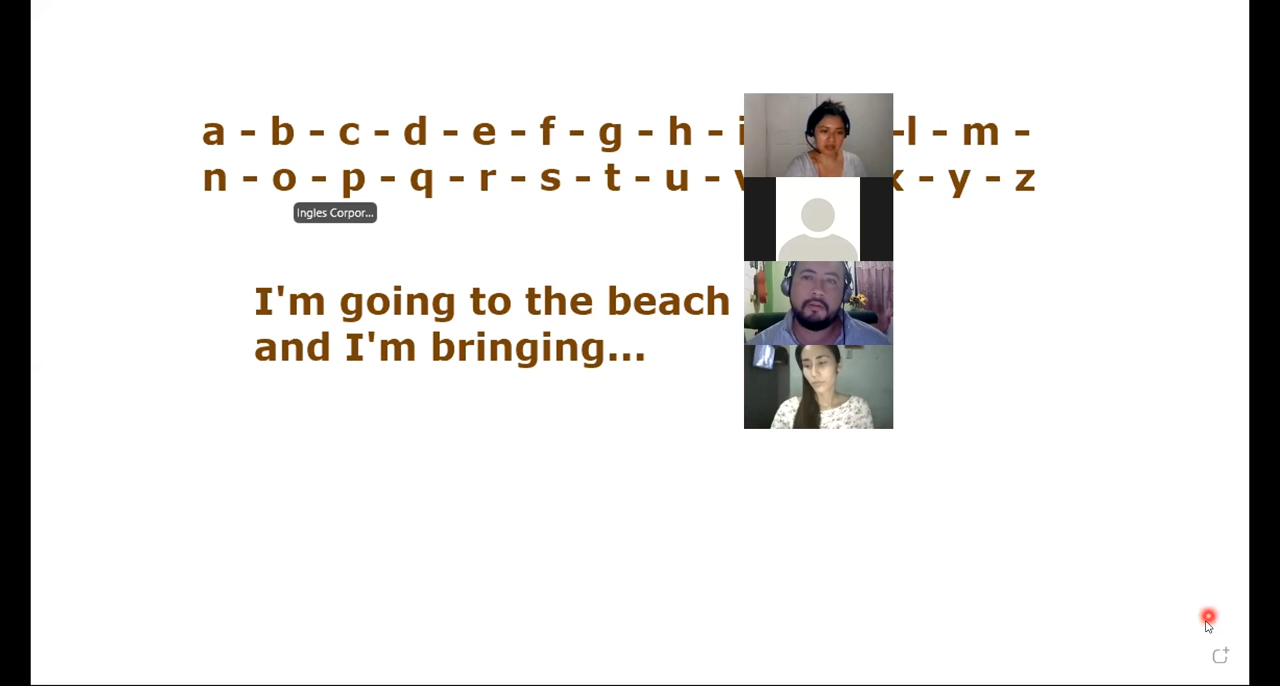 a - b - c - d - e - f - g - h - i -l - m -
n - o - p - q - r - s - t - u - v x - y - z
Ingles Corpor...
I'm going to the beach
and I'm bringing...